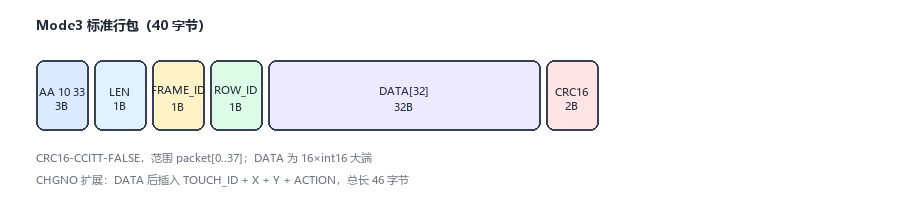 Mode3 标准行包（40 字节）
AA 10 33
3B
LEN
1B
FRAME_ID
1B
ROW_ID
1B
DATA[32]
32B
CRC16
2B
CRC16-CCITT-FALSE，范围 packet[0..37]；DATA 为 16×int16 大端
CHGNO 扩展：DATA 后插入 TOUCH_ID + X + Y + ACTION，总长 46 字节